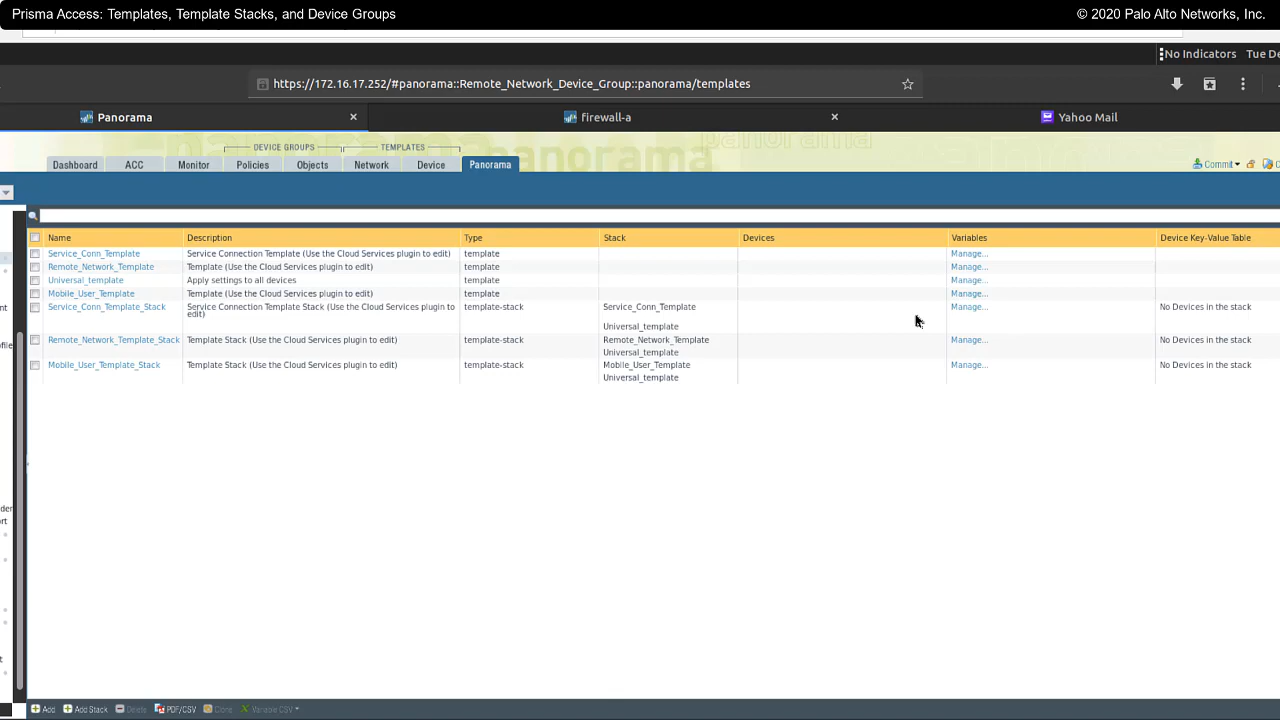 Prisma Access: Templates, Template Stacks, and Device Groups © 2020 Palo Alto Networks, Inc.
No Indicators Tue De
https://172.16.17.252/#panorama::Remote_Network_Device_Group::panorama/templates
Panorama firewall-a Yahoo Mail
DEVICE GROUPS TEMPLATES
Dashboard ACC Monitor Policies Objects Network Device Panorama Commit
Name Description Type Stack Devices Variables Device Key-Value Table
Service_Conn_Template Service Connection Template (Use the Cloud Services plugin to edit) template Manage...
Remote_Network_Template Template (Use the Cloud Services plugin to edit) template Manage...
Universal_template Apply settings to all devices template Manage...
Mobile_User_Template Template (Use the Cloud Services plugin to edit) template Manage...
Service_Conn_Template_Stack Service Connection Template Stack (Use the Cloud Services plugin to template-stack Service_Conn_Template Manage... No Devices in the stack
edit)
Universal_template
Remote_Network_Template_Stack Template Stack (Use the Cloud Services plugin to edit) template-stack Remote_Network_Template Manage... No Devices in the stack
Universal_template
Mobile_User_Template_Stack Template Stack (Use the Cloud Services plugin to edit) template-stack Mobile_User_Template Manage... No Devices in the stack
Universal_template
Add Add Stack Delete PDF/CSV Clone Variable CSV